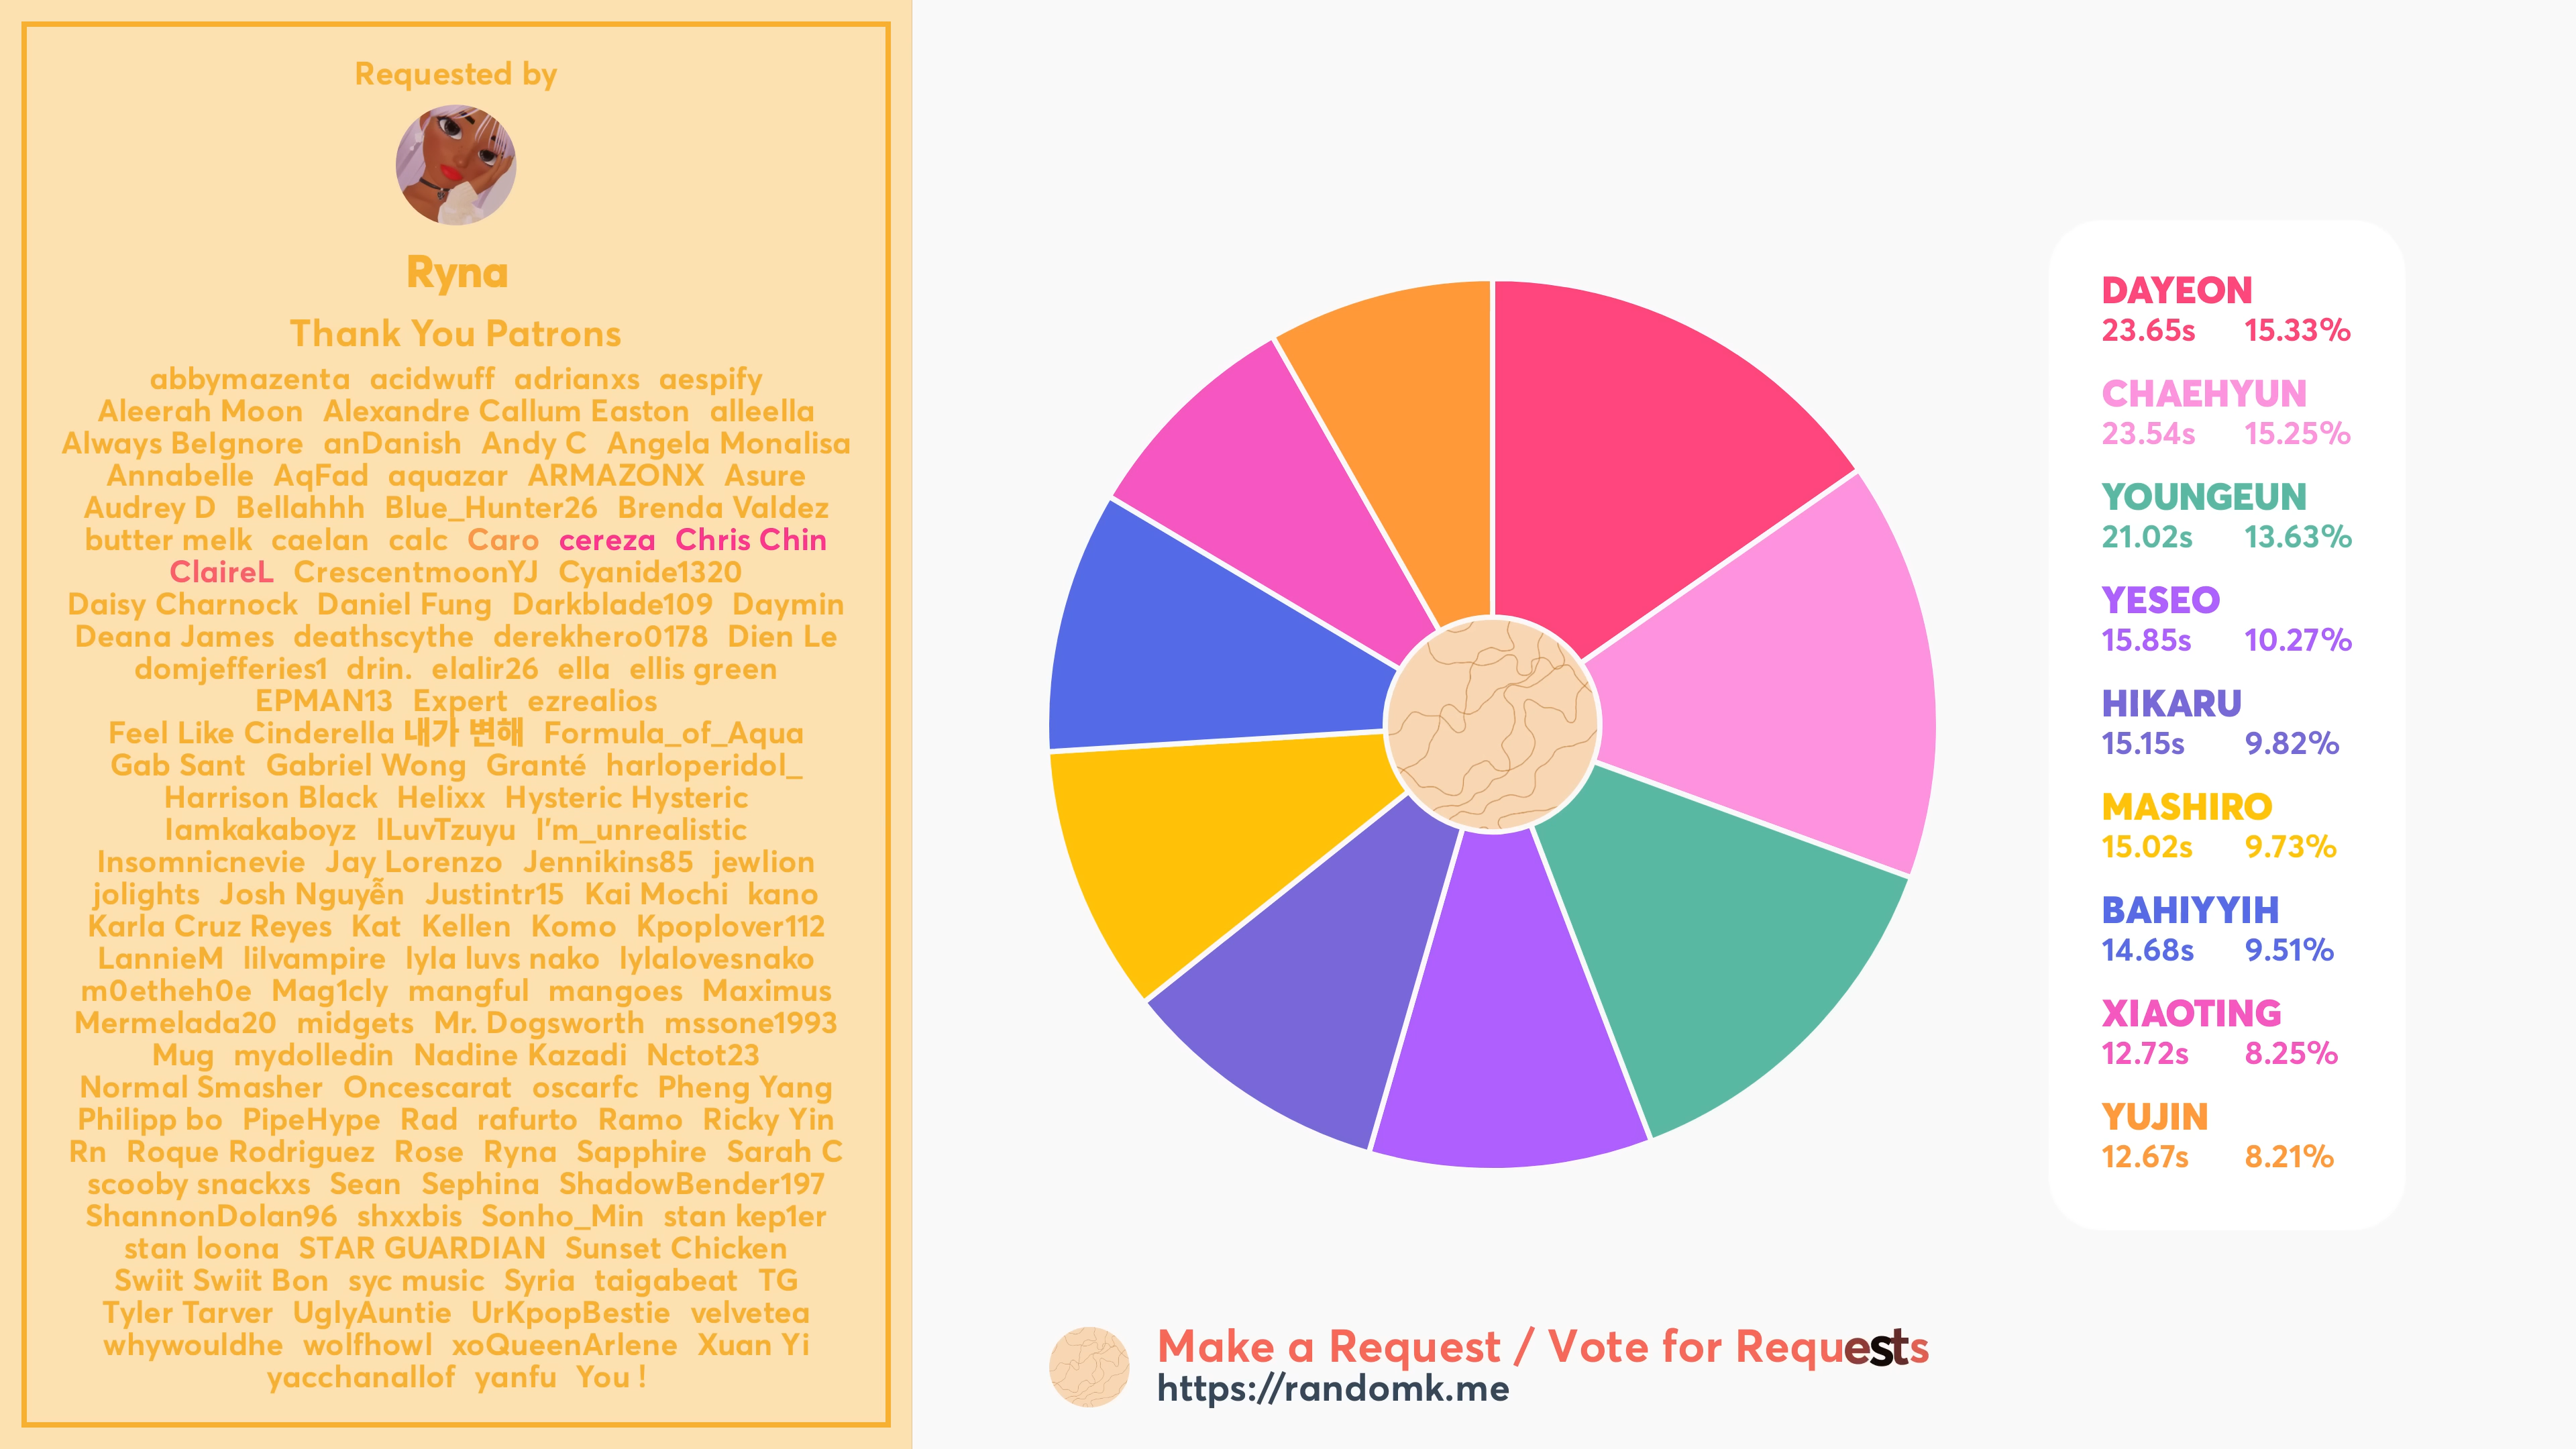 Requested by
Ryna
Thank You Patrons
abbymazenta acidwuff adrianxs aespify
Aleerah Moon Alexandre Callum Easton alleella
Always BeIgnore anDanish Andy C Angela Monalisa
Annabelle AqFad aquazar ARMAZONX Asure
Audrey D Bellahhh Blue_Hunter26 Brenda Valdez
butter melk caelan calc Caro cereza Chris Chin
ClaireL CrescentmoonYJ Cyanide1320
Daisy Charnock Daniel Fung Darkblade109 Daymin
Deana James deathscythe derekhero0178 Dien Le
domjefferies1 drin. elalir26 ella ellis green
EPMAN13 Expert ezrealios
Feel Like Cinderella 내가 변해 Formula_of_Aqua
Gab Sant Gabriel Wong Granté harloperidol_
Harrison Black Helixx Hysteric Hysteric
Iamkakaboyz ILuvTzuyu I'm_unrealistic
Insomnicnevie Jay Lorenzo Jennikins85 jewlion
jolights Josh Nguyễn Justintr15 Kai Mochi kano
Karla Cruz Reyes Kat Kellen Komo Kpoplover112
LannieM lilvampire lyla luvs nako lylalovesnako
m0etheh0e Mag1cly mangful mangoes Maximus
Mermelada20 midgets Mr. Dogsworth mssone1993
Mug mydolledin Nadine Kazadi Nctot23
Normal Smasher Oncescarat oscarfc Pheng Yang
Philipp bo PipeHype Rad rafurto Ramo Ricky Yin
Rn Roque Rodriguez Rose Ryna Sapphire Sarah C
scooby snackxs Sean Sephina ShadowBender197
ShannonDolan96 shxxbis Sonho_Min stan kep1er
stan loona STAR GUARDIAN Sunset Chicken
Swiit Swiit Bon syc music Syria taigabeat TG
Tyler Tarver UglyAuntie UrKpopBestie velvetea
whywouldhe wolfhowl xoQueenArlene Xuan Yi
yacchanallof yanfu You !
DAYEON
23.65s 15.33%
CHAEHYUN
23.54s 15.25%
YOUNGEUN
21.02s 13.63%
YESEO
15.85s 10.27%
HIKARU
15.15s 9.82%
MASHIRO
15.02s 9.73%
BAHIYYIH
14.68s 9.51%
XIAOTING
12.72s 8.25%
YUJIN
12.67s 8.21%
Make a Request / Vote for Requests
https://randomk.me